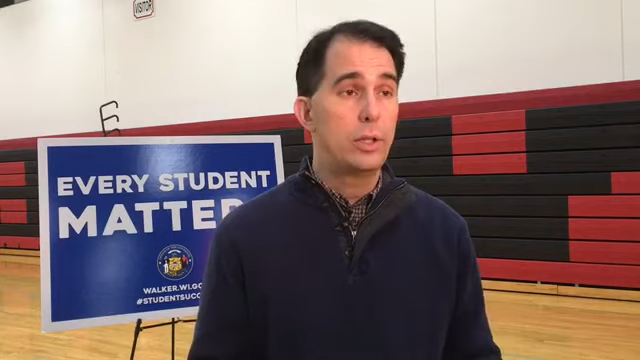 VISITOR
EVERY STUDENT
MATTER
WALKER.WI.GO
#STUDENTSUCC